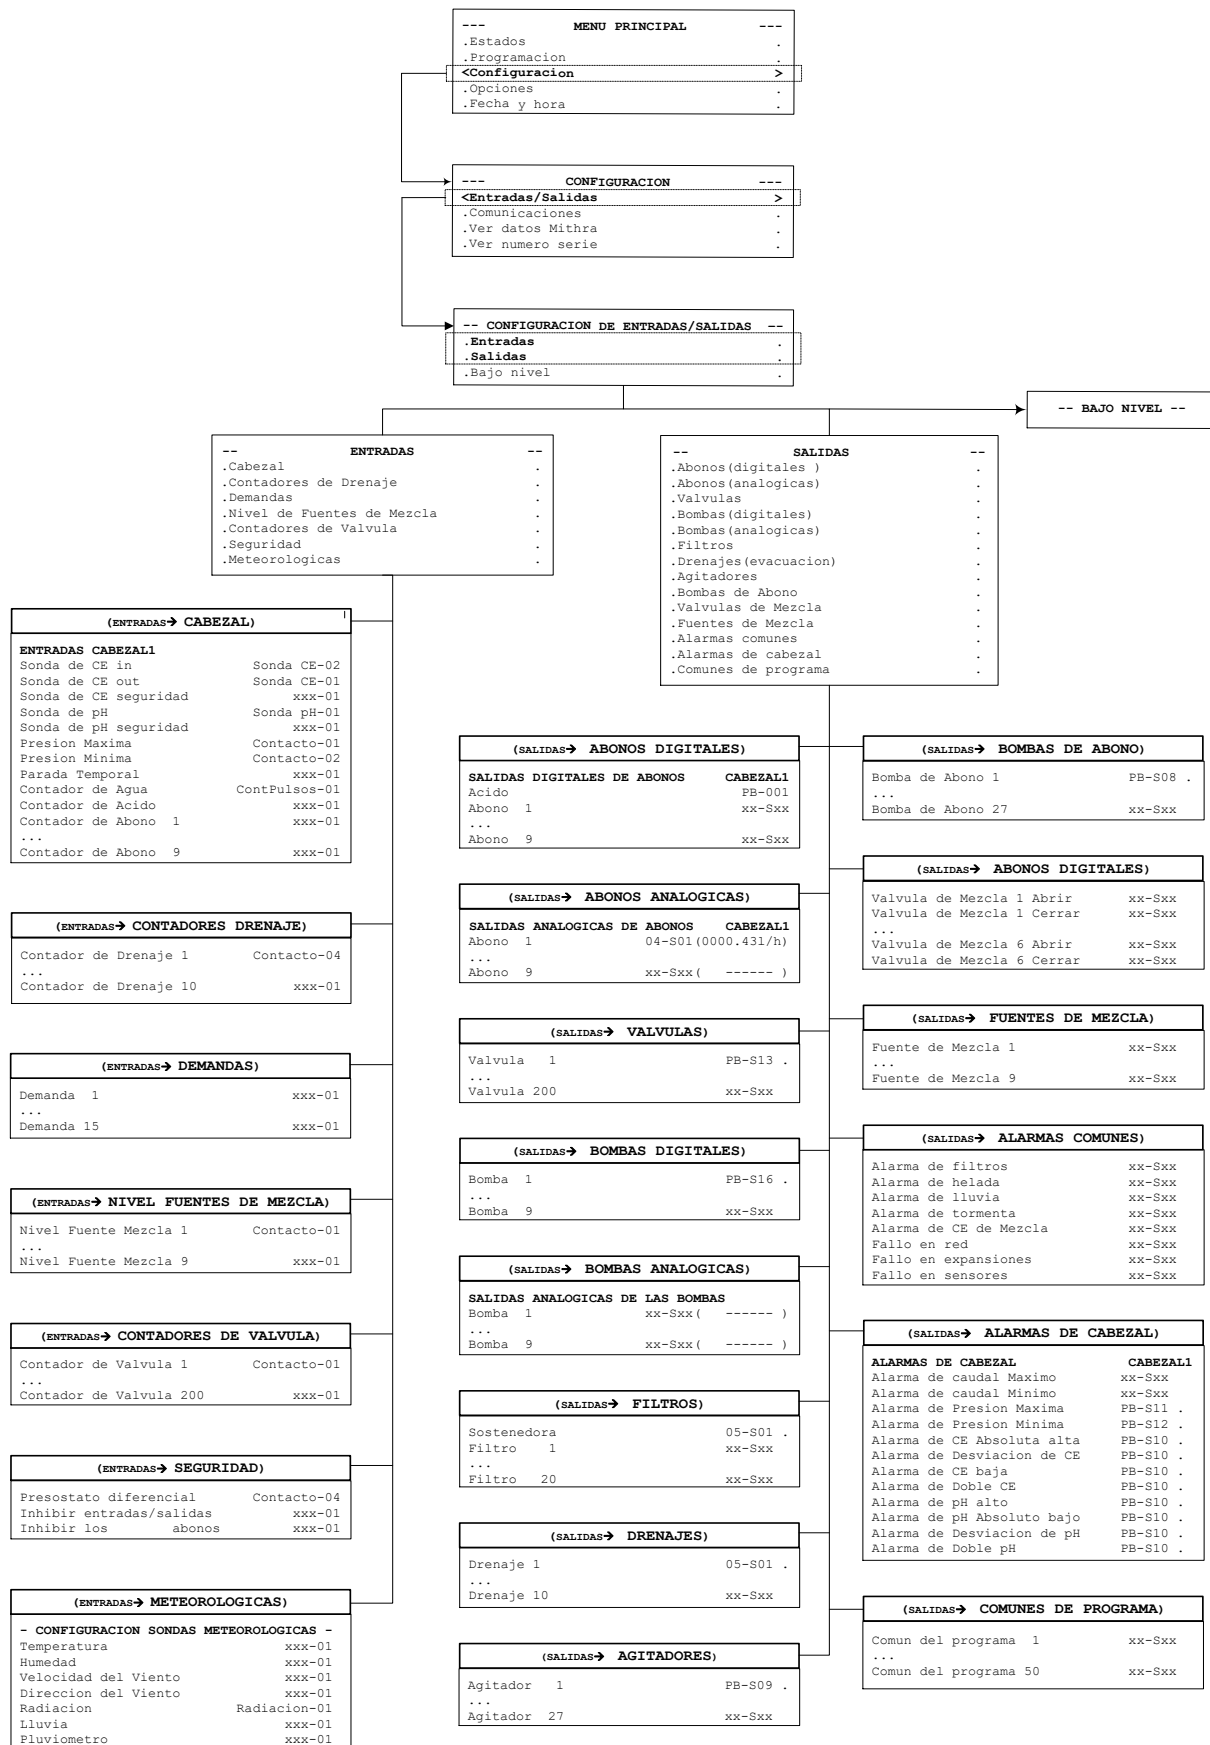 --- MENU PRINCIPAL ---
.Estados .
.Programacion .
<Configuracion >
.Opciones .
.Fecha y hora .
--- CONFIGURACION ---
<Entradas/Salidas >
.Comunicaciones .
.Ver datos Mithra .
.Ver numero serie .
-- CONFIGURACION DE ENTRADAS/SALIDAS --
.Entradas .
.Salidas .
.Bajo nivel .
-- BAJO NIVEL --
-- ENTRADAS --
.Cabezal .
.Contadores de Drenaje .
.Demandas .
.Nivel de Fuentes de Mezcla .
.Contadores de Valvula .
.Seguridad .
.Meteorologicas .
-- SALIDAS --
.Abonos(digitales ) .
.Abonos(analogicas) .
.Valvulas .
.Bombas(digitales) .
.Bombas(analogicas) .
.Filtros .
.Drenajes(evacuacion) .
.Agitadores .
.Bombas de Abono .
.Valvulas de Mezcla .
.Fuentes de Mezcla .
.Alarmas comunes .
.Alarmas de cabezal .
.Comunes de programa .
(ENTRADAS→ CABEZAL)
ENTRADAS CABEZAL1
Sonda de CE in Sonda CE-02
Sonda de CE out Sonda CE-01
Sonda de CE seguridad xxx-01
Sonda de pH Sonda pH-01
Sonda de pH seguridad xxx-01
Presion Maxima Contacto-01
Presion Minima Contacto-02
Parada Temporal xxx-01
Contador de Agua ContPulsos-01
Contador de Acido xxx-01
Contador de Abono 1 xxx-01
...
Contador de Abono 9 xxx-01
(ENTRADAS→ CONTADORES DRENAJE)
Contador de Drenaje 1 Contacto-04
...
Contador de Drenaje 10 xxx-01
(ENTRADAS→ DEMANDAS)
Demanda 1 xxx-01
...
Demanda 15 xxx-01
(ENTRADAS→ NIVEL FUENTES DE MEZCLA)
Nivel Fuente Mezcla 1 Contacto-01
...
Nivel Fuente Mezcla 9 xxx-01
(ENTRADAS→ CONTADORES DE VALVULA)
Contador de Valvula 1 Contacto-01
...
Contador de Valvula 200 xxx-01
(ENTRADAS→ SEGURIDAD)
Presostato diferencial Contacto-04
Inhibir entradas/salidas xxx-01
Inhibir los abonos xxx-01
(ENTRADAS→ METEOROLOGICAS)
- CONFIGURACION SONDAS METEOROLOGICAS -
Temperatura xxx-01
Humedad xxx-01
Velocidad del Viento xxx-01
Direccion del Viento xxx-01
Radiacion Radiacion-01
Lluvia xxx-01
Pluviometro xxx-01
(SALIDAS→ ABONOS DIGITALES)
SALIDAS DIGITALES DE ABONOS CABEZAL1
Acido PB-001
Abono 1 xx-Sxx
...
Abono 9 xx-Sxx
(SALIDAS→ ABONOS ANALOGICAS)
SALIDAS ANALOGICAS DE ABONOS CABEZAL1
Abono 1 04-S01(0000.43l/h)
...
Abono 9 xx-Sxx( ------ )
(SALIDAS→ VALVULAS)
Valvula 1 PB-S13 .
...
Valvula 200 xx-Sxx
(SALIDAS→ BOMBAS DIGITALES)
Bomba 1 PB-S16 .
...
Bomba 9 xx-Sxx
(SALIDAS→ BOMBAS ANALOGICAS)
SALIDAS ANALOGICAS DE LAS BOMBAS
Bomba 1 xx-Sxx( ------ )
...
Bomba 9 xx-Sxx( ------ )
(SALIDAS→ FILTROS)
Sostenedora 05-S01 .
Filtro 1 xx-Sxx
...
Filtro 20 xx-Sxx
(SALIDAS→ DRENAJES)
Drenaje 1 05-S01 .
...
Drenaje 10 xx-Sxx
(SALIDAS→ AGITADORES)
Agitador 1 PB-S09 .
...
Agitador 27 xx-Sxx
(SALIDAS→ BOMBAS DE ABONO)
Bomba de Abono 1 PB-S08 .
...
Bomba de Abono 27 xx-Sxx
(SALIDAS→ ABONOS DIGITALES)
Valvula de Mezcla 1 Abrir xx-Sxx
Valvula de Mezcla 1 Cerrar xx-Sxx
...
Valvula de Mezcla 6 Abrir xx-Sxx
Valvula de Mezcla 6 Cerrar xx-Sxx
(SALIDAS→ FUENTES DE MEZCLA)
Fuente de Mezcla 1 xx-Sxx
...
Fuente de Mezcla 9 xx-Sxx
(SALIDAS→ ALARMAS COMUNES)
Alarma de filtros xx-Sxx
Alarma de helada xx-Sxx
Alarma de lluvia xx-Sxx
Alarma de tormenta xx-Sxx
Alarma de CE de Mezcla xx-Sxx
Fallo en red xx-Sxx
Fallo en expansiones xx-Sxx
Fallo en sensores xx-Sxx
(SALIDAS→ ALARMAS DE CABEZAL)
ALARMAS DE CABEZAL CABEZAL1
Alarma de caudal Maximo xx-Sxx
Alarma de caudal Minimo xx-Sxx
Alarma de Presion Maxima PB-S11 .
Alarma de Presion Minima PB-S12 .
Alarma de CE Absoluta alta PB-S10 .
Alarma de Desviacion de CE PB-S10 .
Alarma de CE baja PB-S10 .
Alarma de Doble CE PB-S10 .
Alarma de pH alto PB-S10 .
Alarma de pH Absoluto bajo PB-S10 .
Alarma de Desviacion de pH PB-S10 .
Alarma de Doble pH PB-S10 .
(SALIDAS→ COMUNES DE PROGRAMA)
Comun del programa 1 xx-Sxx
...
Comun del programa 50 xx-Sxx